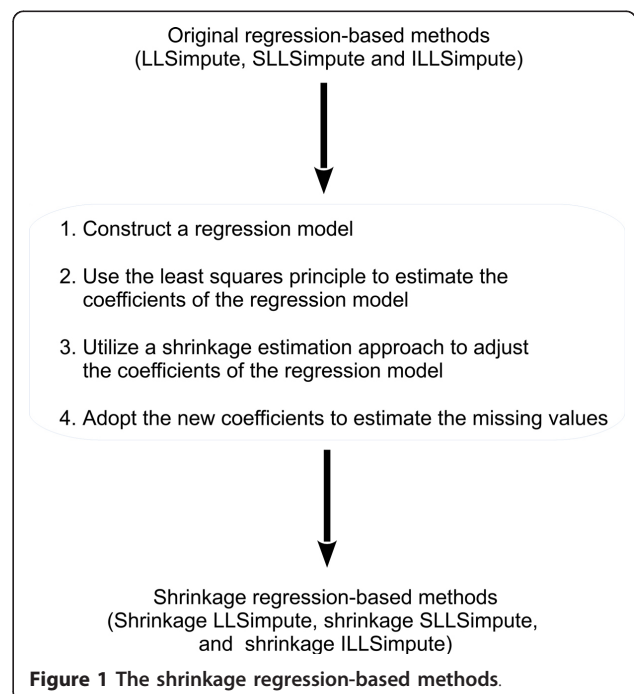 Original regression-based methods
(LLSimpute, SLLSimpute and ILLSimpute)
1. Construct a regression model
2. Use the least squares principle to estimate the
coefficients of the regression model
3. Utilize a shrinkage estimation approach to adjust
the coefficients of the regression model
4. Adopt the new coefficients to estimate the missing values
Shrinkage regression-based methods
(Shrinkage LLSimpute, shrinkage SLLSimpute,
and shrinkage ILLSimpute)
Figure 1 The shrinkage regression-based methods.